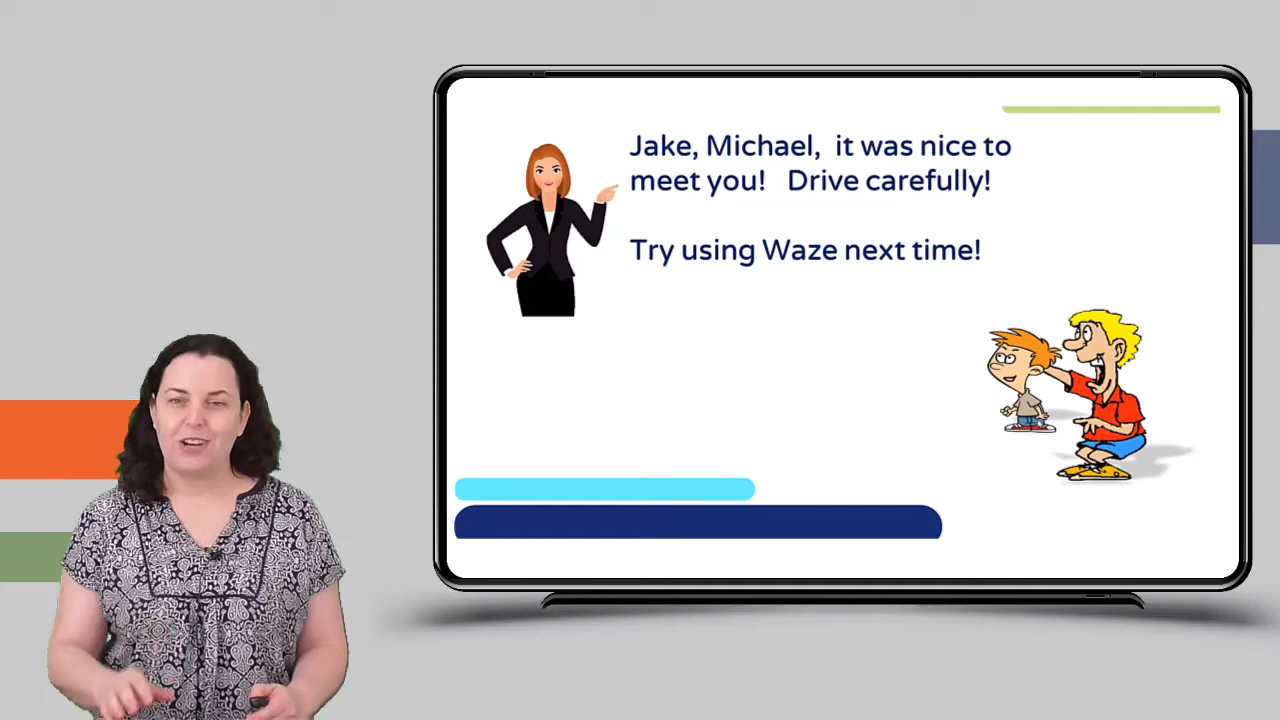 Jake, Michael, it was nice to
meet you! Drive carefully!
Try using Waze next time!